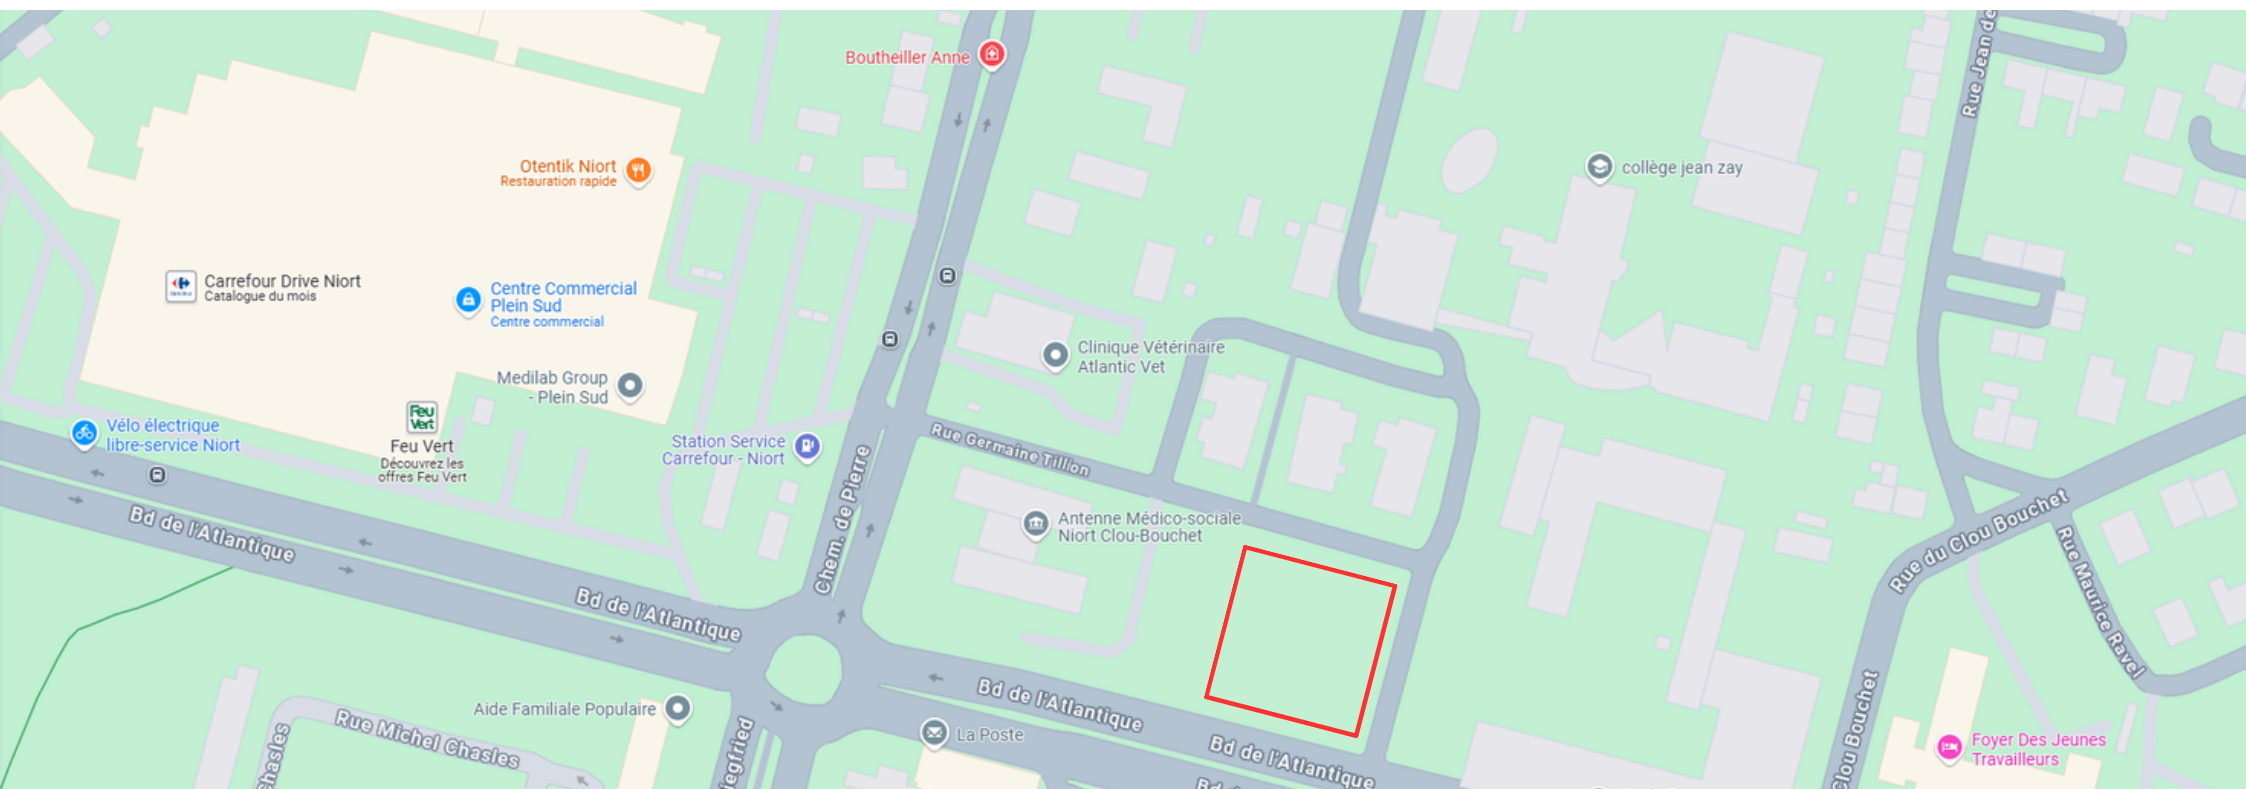 Boutheiller Anne
Rue Jean de
Otentik Niort
Restauration rapide
collège jean zay
Carrefour Drive Niort
Catalogue du mois
Centre Commercial
Plein Sud
Centre commercial
Clinique Vétérinaire
Atlantic Vet
Medilab Group
- Plein Sud
Feu
Vert
Vélo électrique
libre-service Niort
Feu Vert
Découvrez les
offres Feu Vert
Station Service
Carrefour - Niort
Rue Germaine Tillion
Chem. de Pierre
Bd de l'Atlantique
Antenne Médico-sociale
Niort Clou-Bouchet
Rue du Clou Bouchet
Rue Maurice Ravel
Bd de l'Atlantique
Bd de l'Atlantique
Aide Familiale Populaire
Rue Michel Chasles
Chasles
iegfried
La Poste
Bd de l'Atlantique
Bd de
Clou Bouchet
Foyer Des Jeunes
Travailleurs